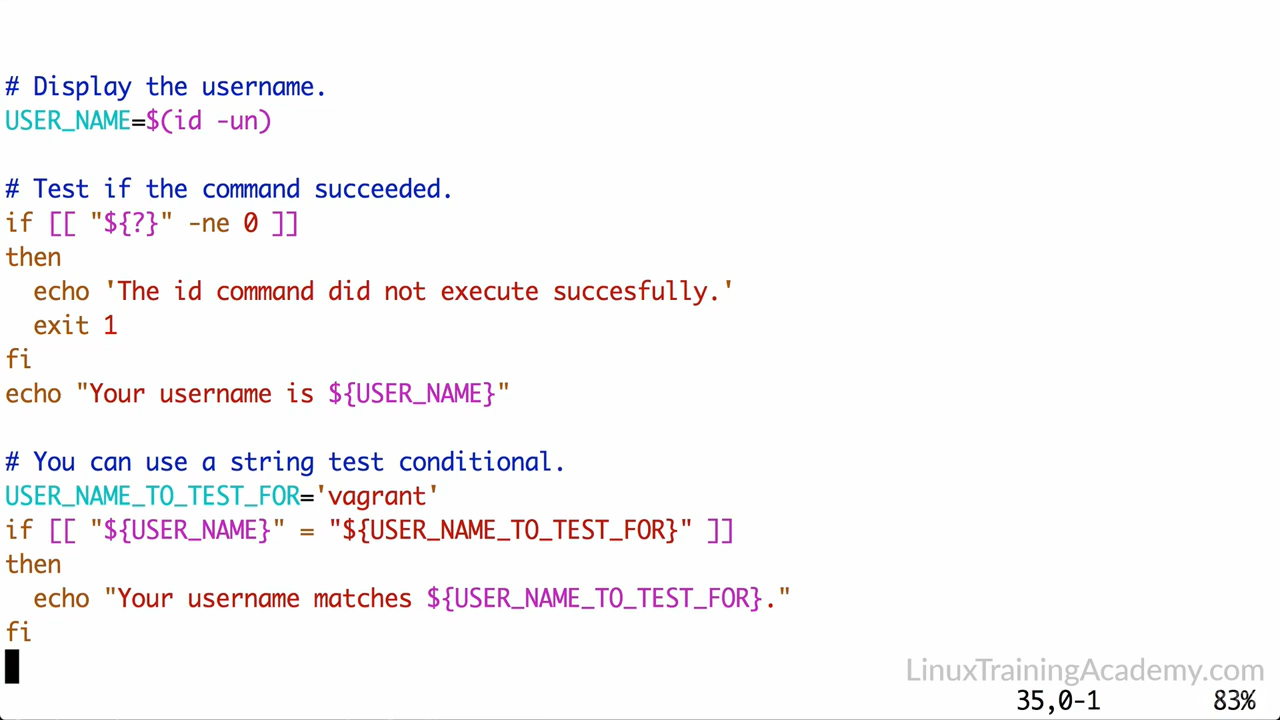 # Display the username.
USER_NAME=$(id -un)
# Test if the command succeeded.
if [[ "${?}" -ne 0 ]]
then
  echo 'The id command did not execute succesfully.'
  exit 1
fi
echo "Your username is ${USER_NAME}"
# You can use a string test conditional.
USER_NAME_TO_TEST_FOR='vagrant'
if [[ "${USER_NAME}" = "${USER_NAME_TO_TEST_FOR}" ]]
then
  echo "Your username matches ${USER_NAME_TO_TEST_FOR}."
fi
LinuxTrainingAcademy.com
35,0-1 83%